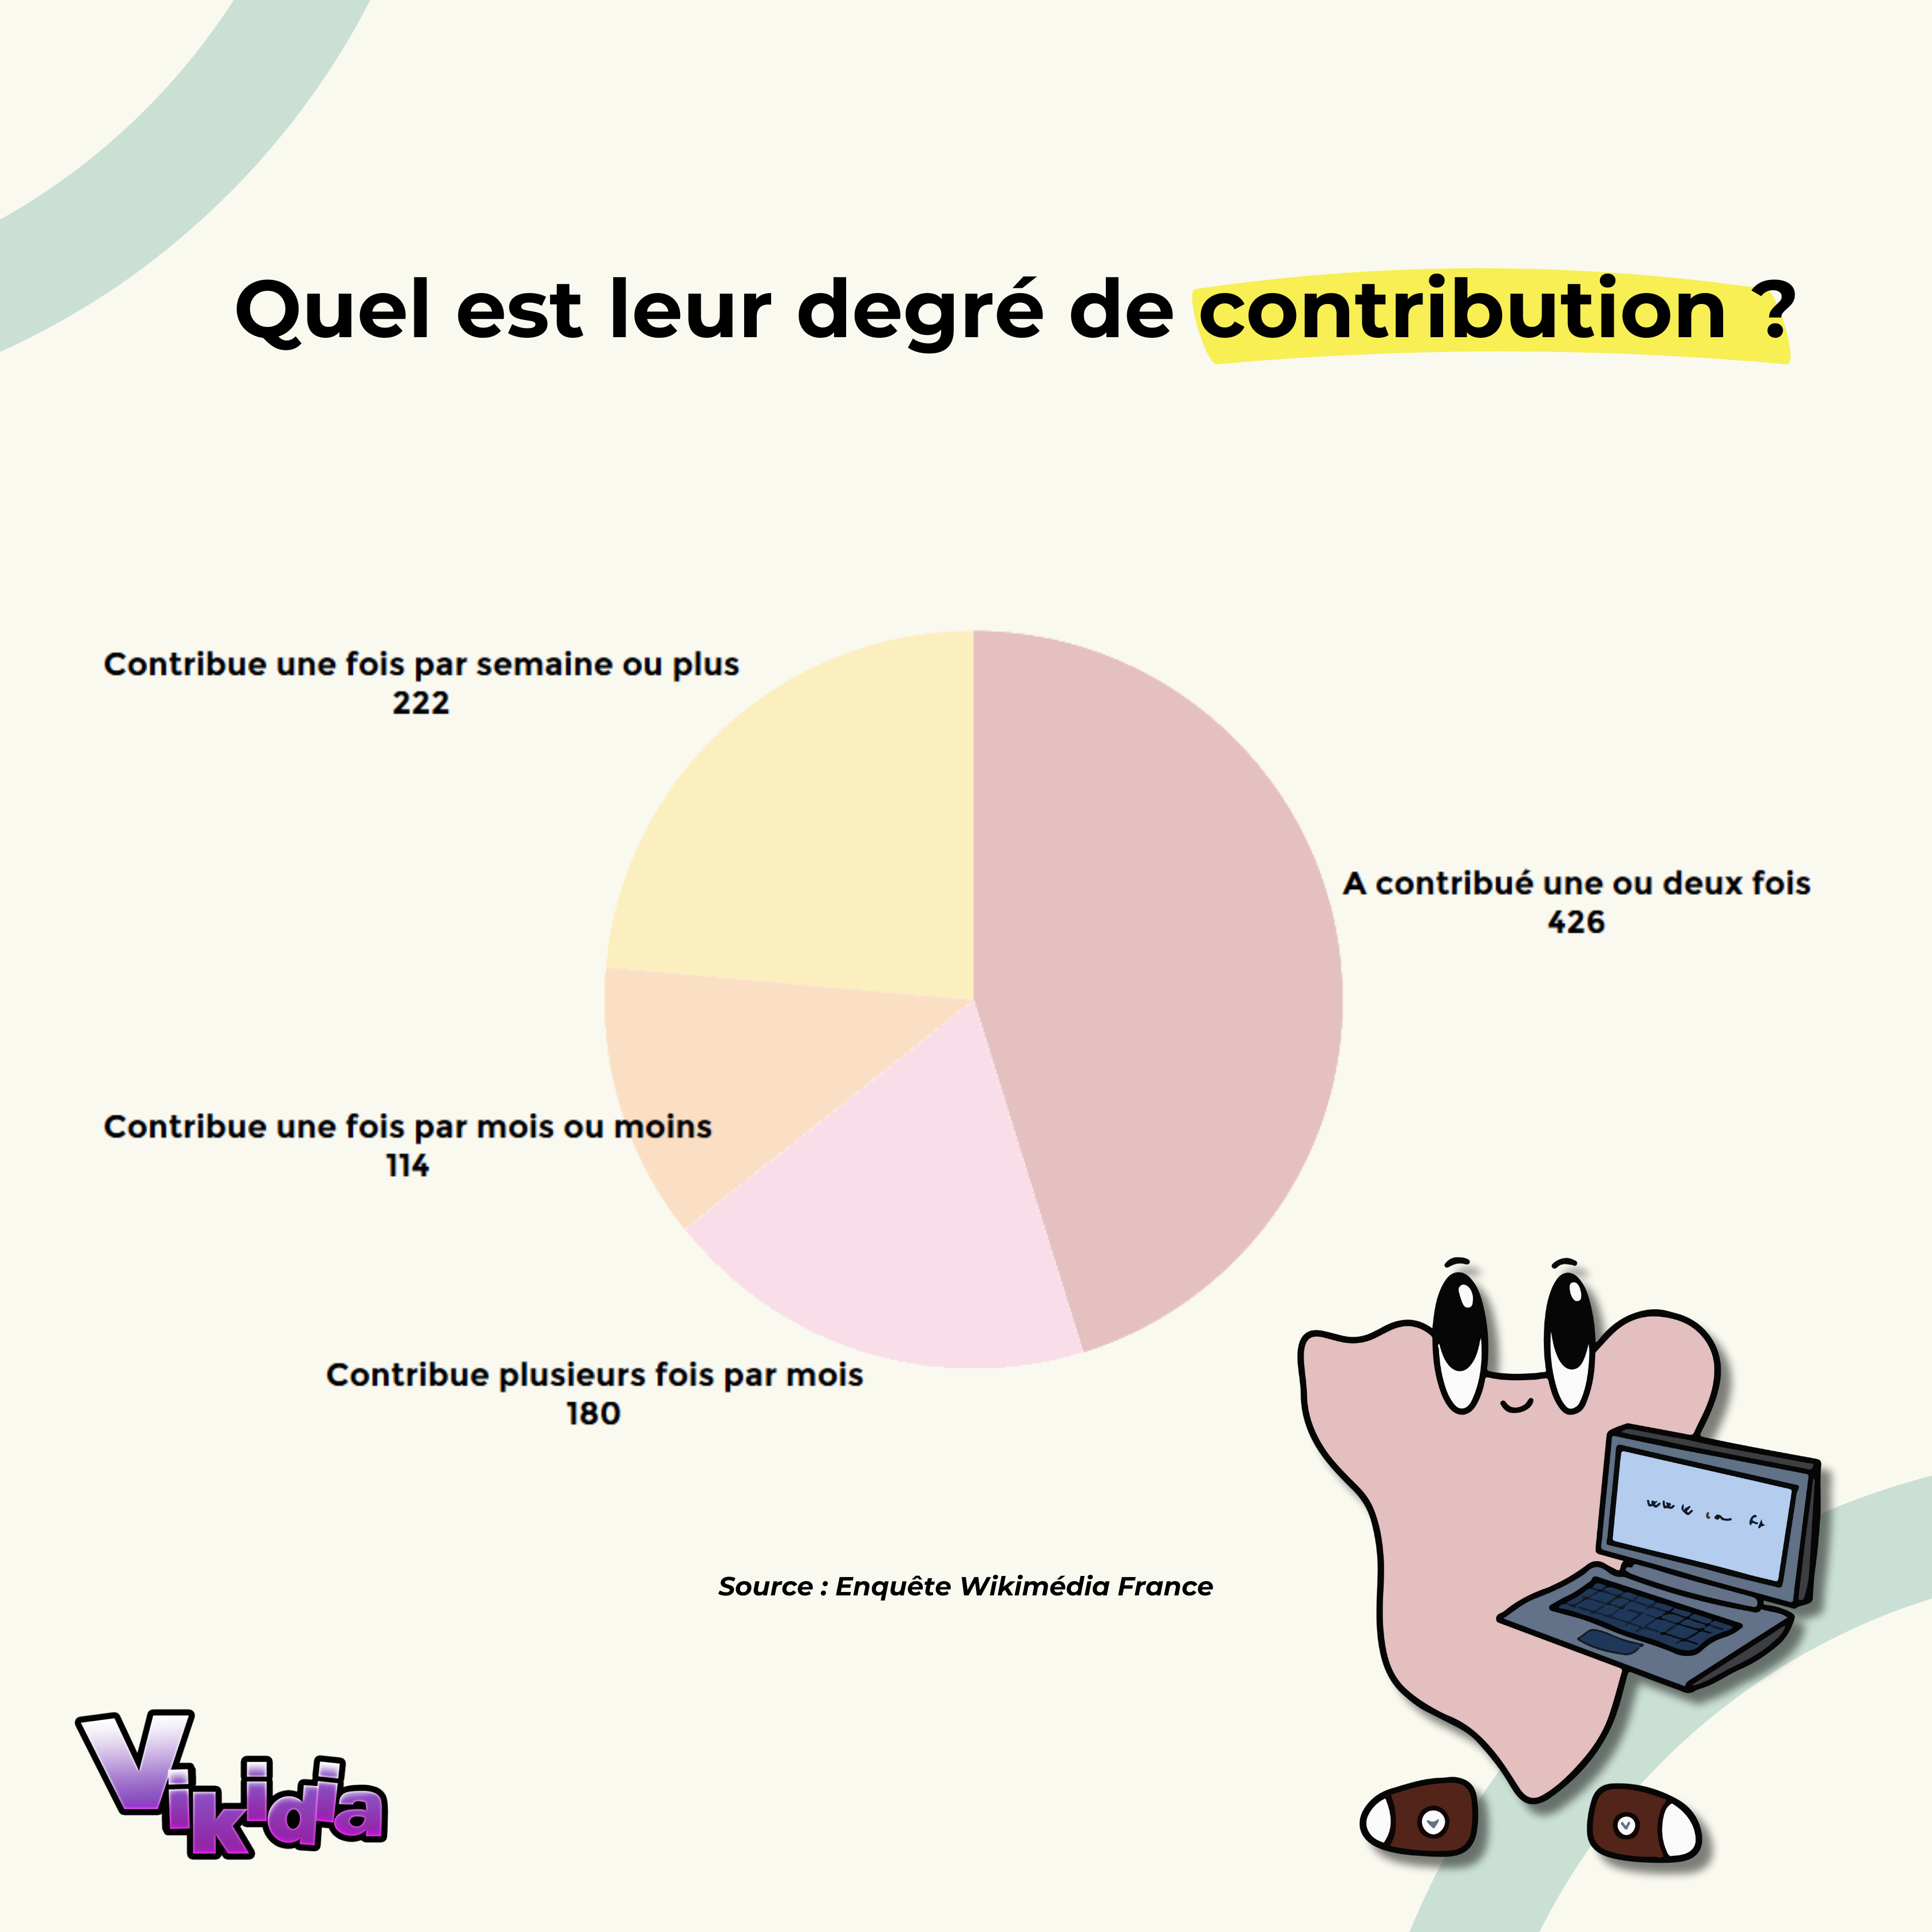 Quel est leur degré de contribution ?
Contribue une fois par semaine ou plus
222
A contribué une ou deux fois
426
Contribue une fois par mois ou moins
114
Contribue plusieurs fois par mois
180
Source : Enquête Wikimédia France
Vikidia